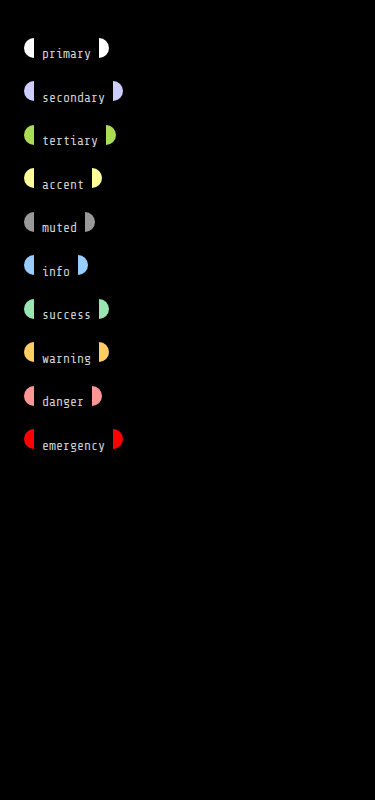 primary
secondary
tertiary
accent
muted
info
success
warning
danger
emergency